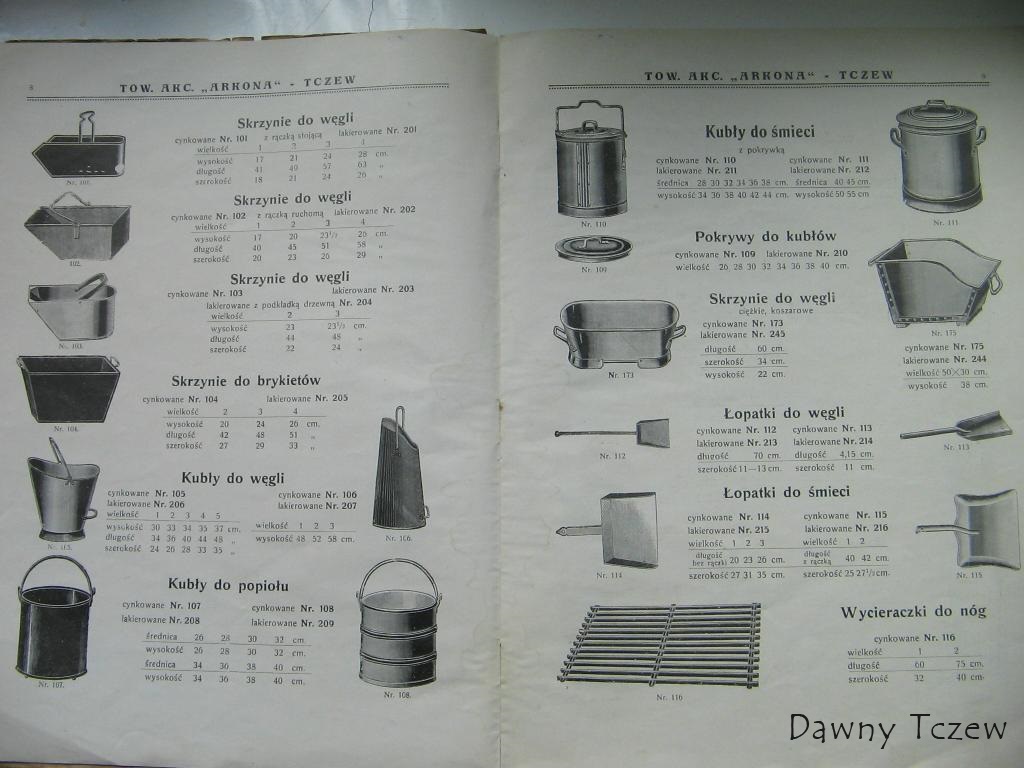 8
TOW. AKC. „ARKONA“ - TCZEW
Skrzynie do węgli
cynkowane Nr. 101 z rączką stojącą lakierowane Nr. 201
wielkość 1 2 3 4
wysokość 17 21 24 28 cm.
długość 41 49 57 63 „
szerokość 18 21 24 26 „
Nr. 101.
Skrzynie do węgli
cynkowane Nr. 102 z rączką ruchomą lakierowane Nr. 202
wielkość 1 2 3 4
wysokość 17 20 23¹/₂ 26 cm.
długość 40 45 51 58 „
szerokość 20 23 26 29 „
102.
Skrzynie do węgli
cynkowane Nr. 103 lakierowane Nr. 203
lakierowane z podkładką drzewną Nr. 204
wielkość 2 3
wysokość 23 23¹/₂ cm.
długość 44 48 „
szerokość 22 24 „
Nr. 103.
Skrzynie do brykietów
cynkowane Nr. 104 lakierowane Nr. 205
wielkość 2 3 4
wysokość 20 24 26 cm.
długość 42 48 51 „
szerokość 27 29 33 „
Nr. 104.
Kubły do węgli
cynkowane Nr. 105
lakierowane Nr. 206
wielkość 1 2 3 4 5
wysokość 30 33 34 35 37 cm.
długość 34 36 40 44 48 „
szerokość 24 26 28 33 35 „
Nr. 105.
cynkowane Nr. 106
lakierowane Nr. 207
wielkość 1 2 3
wysokość 48 52 58 cm.
Nr. 106.
Kubły do popiołu
cynkowane Nr. 107 cynkowane Nr. 108
lakierowane Nr. 208 lakierowane Nr. 209
średnica 26 28 30 32 cm.
wysokość 26 28 30 32 cm.
średnica 34 36 38 40 cm.
wysokość 34 36 38 40 cm.
Nr. 107.
Nr. 108.
TOW. AKC. „ARKONA“ - TCZEW
9
Kubły do śmieci
z pokrywką
cynkowane Nr. 110 cynkowane Nr. 111
lakierowane Nr. 211 lakierowane Nr. 212
średnica 28 30 32 34 36 38 cm. średnica 40 45 cm.
wysokość 34 36 38 40 42 44 cm. wysokość 50 55 cm
Nr. 110
Nr. 111
Pokrywy do kubłów
cynkowane Nr. 109 lakierowane Nr. 210
wielkość 26 28 30 32 34 36 38 40 cm.
Nr. 109
Skrzynie do węgli
ciężkie, koszarowe
cynkowane Nr. 173
lakierowane Nr. 245
długość 60 cm.
szerokość 34 cm.
wysokość 22 cm.
Nr. 173
Nr. 175
cynkowane Nr. 175
lakierowane Nr. 244
wielkość 50×30 cm.
wysokość 38 cm.
Łopatki do węgli
cynkowane Nr. 112 cynkowane Nr. 113
lakierowane Nr. 213 lakierowane Nr. 214
długość 70 cm. długość 4,15 cm.
szerokość 11—13 cm. szerokość 11 cm.
Nr. 112
Nr. 113
Łopatki do śmieci
cynkowane Nr. 114 cynkowane Nr. 115
lakierowane Nr. 215 lakierowane Nr. 216
wielkość 1 2 3 wielkość 1 2
długość bez rączki 20 23 26 cm. długość z rączką 40 42 cm.
szerokość 27 31 35 cm. szerokość 25 27¹/₂ cm.
Nr. 114
Nr. 115
Wycieraczki do nóg
cynkowane Nr. 116
wielkość 1 2
długość 60 75 cm.
szerokość 32 40 cm.
Nr. 116
Dawny Tczew